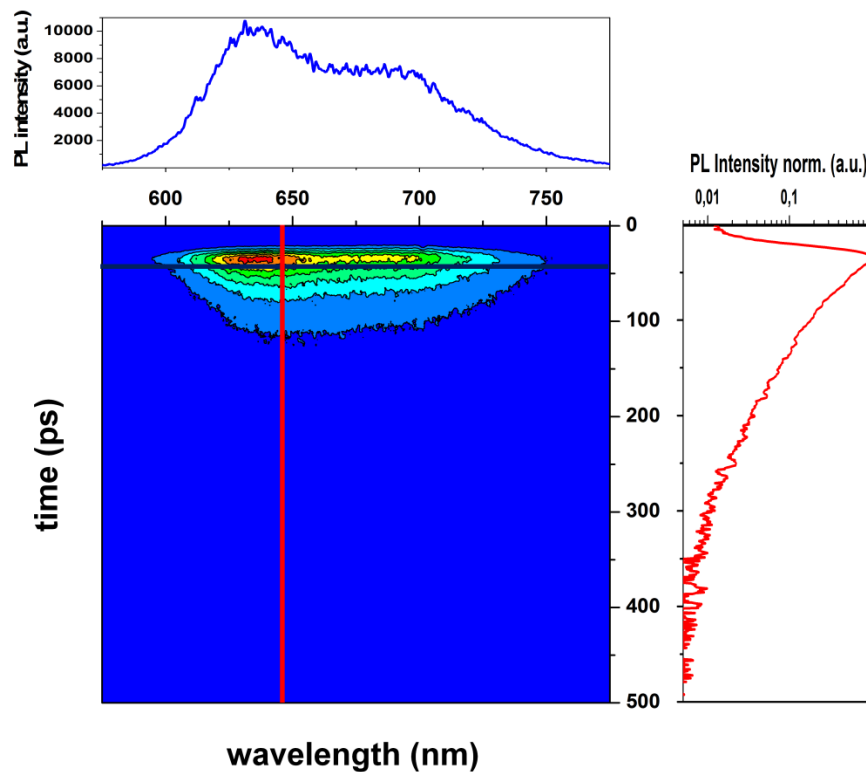 PL intensity (a.u.)
10000
8000
6000
4000
2000
600 650 700 750
PL Intensity norm. (a.u.)
0,01 0,1
0
100
200
300
400
500
time (ps)
wavelength (nm)